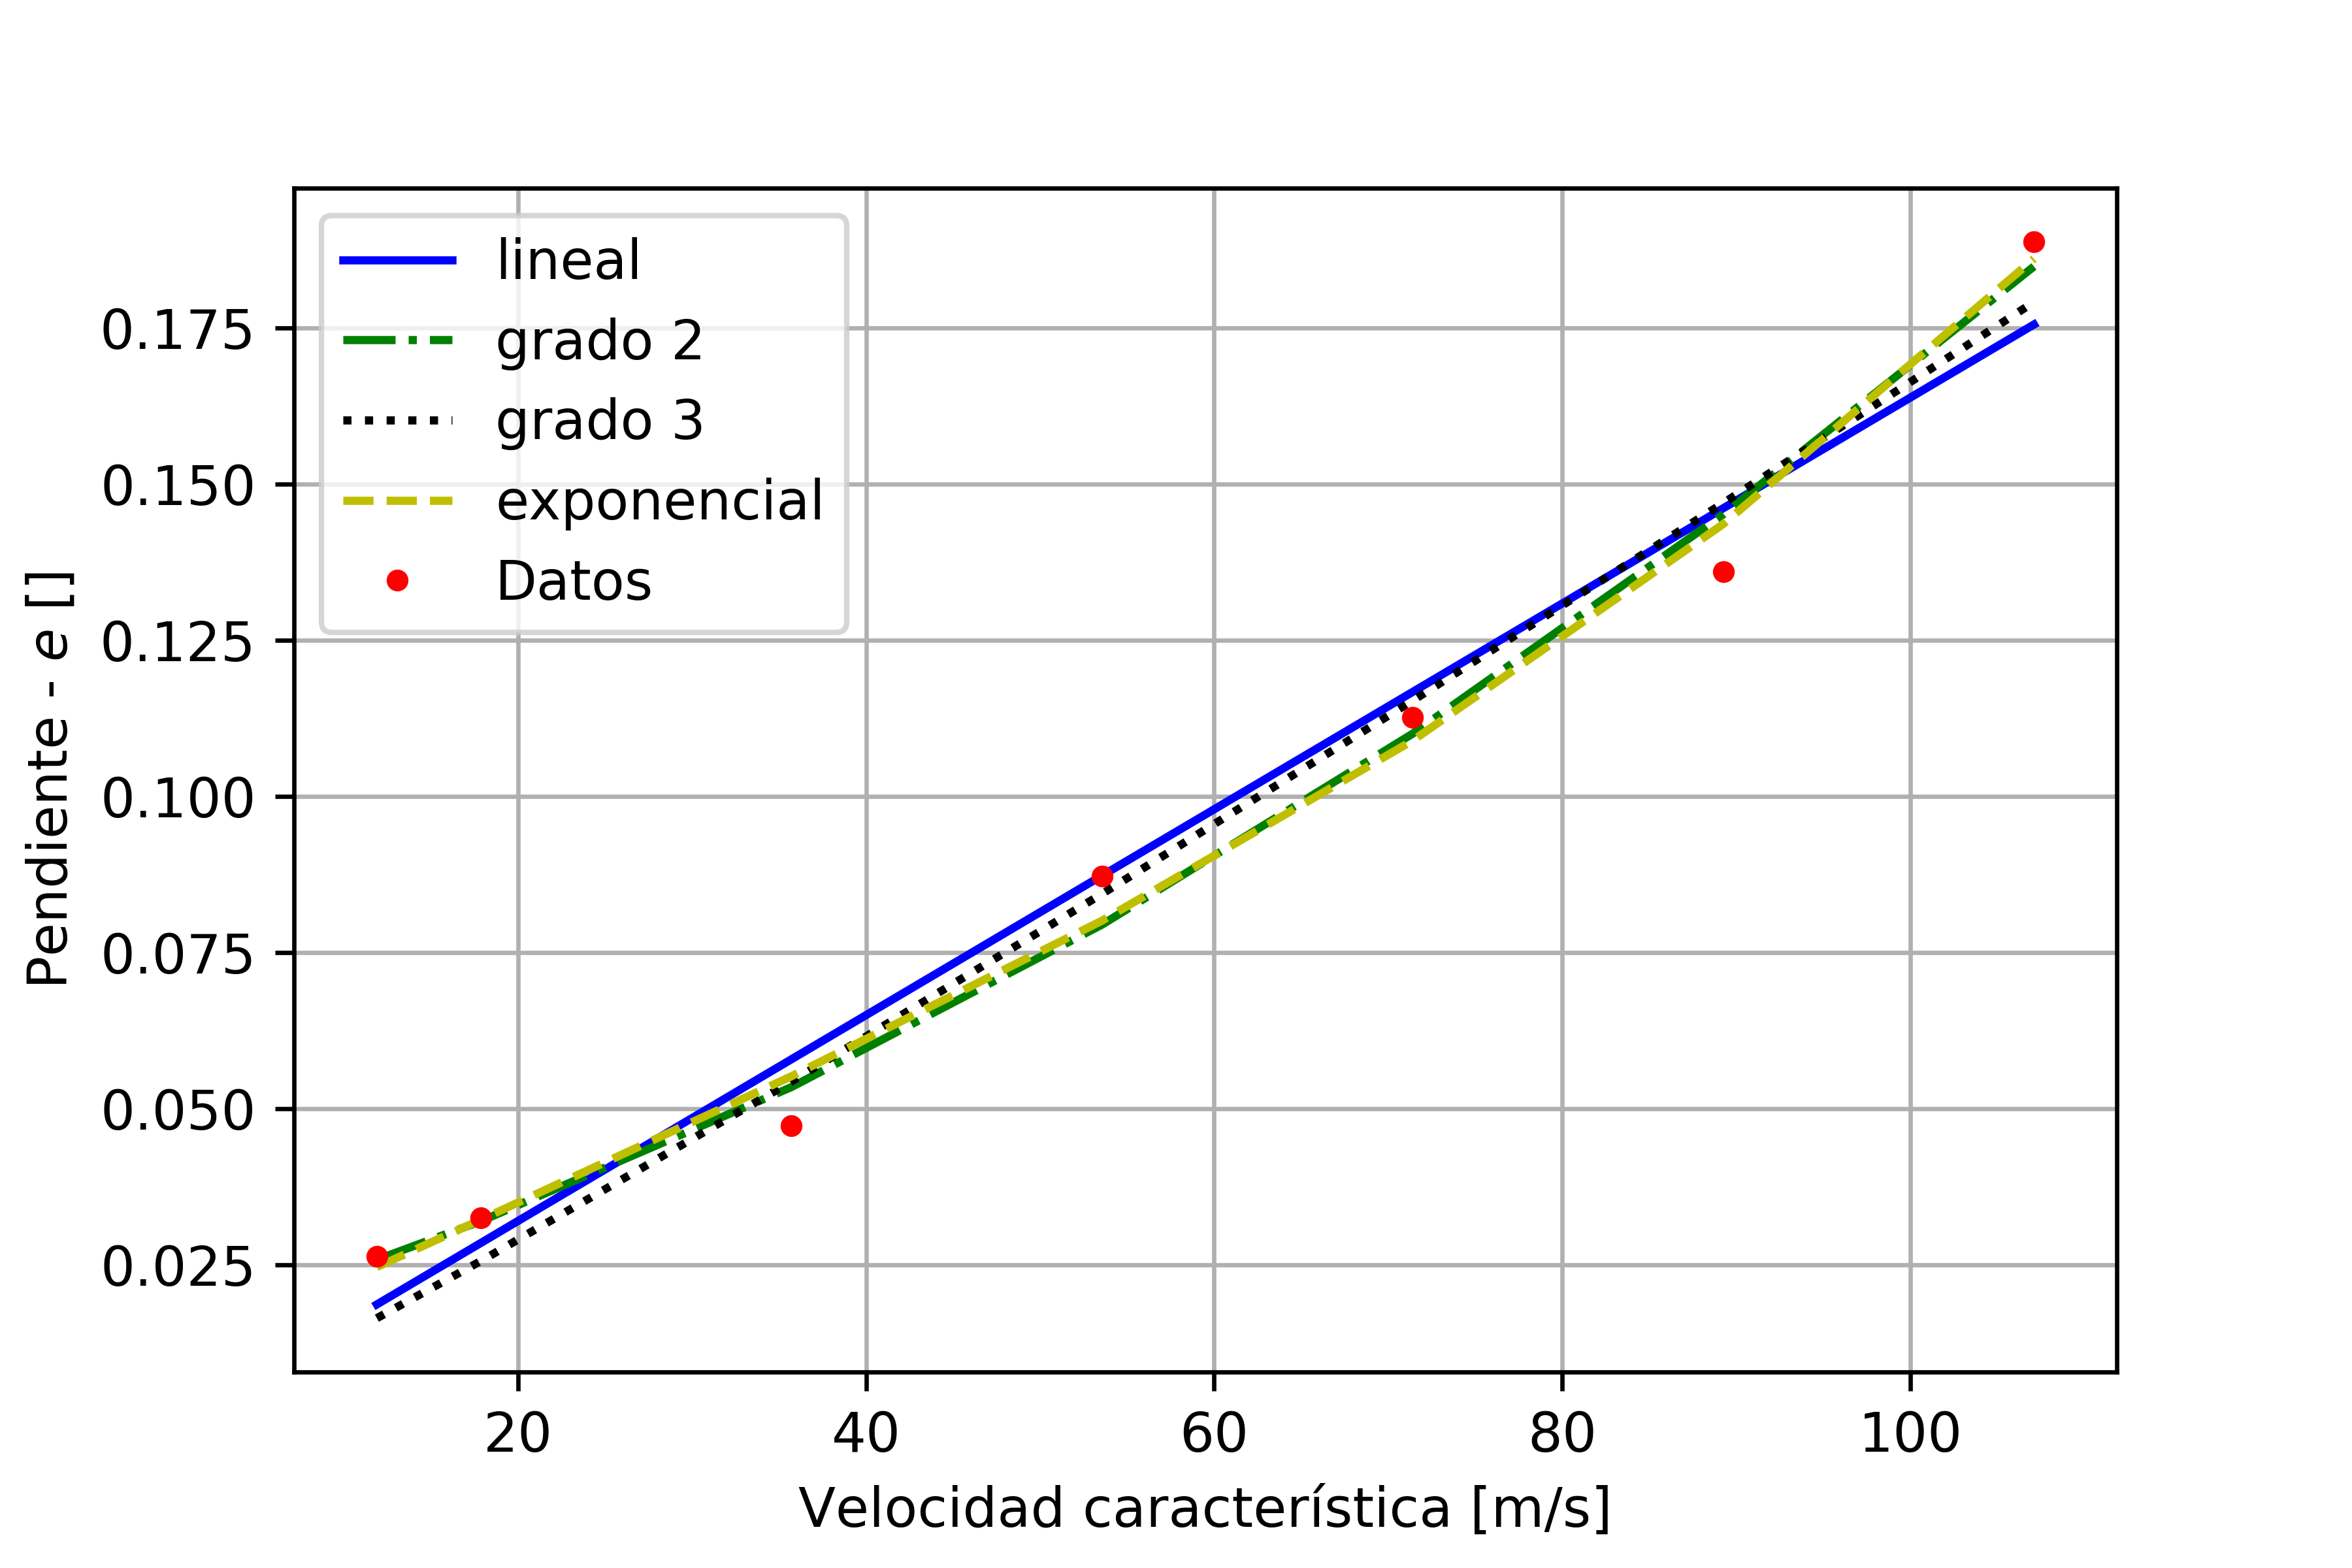 lineal
grado 2
grado 3
exponencial
Datos
0.175
0.150
0.125
0.100
0.075
0.050
0.025
Pendiente - e []
20 40 60 80 100
Velocidad característica [m/s]